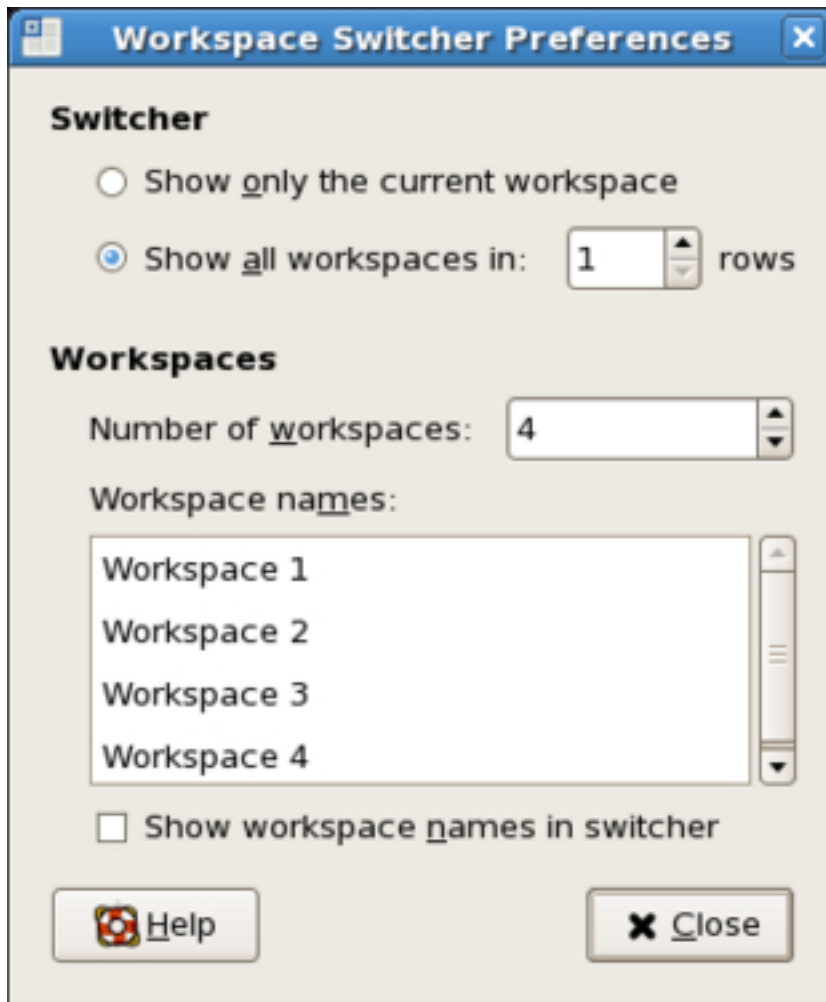 Workspace Switcher Preferences
Switcher
Show only the current workspace
Show all workspaces in: 1 rows
Workspaces
Number of workspaces: 4
Workspace names:
Workspace 1
Workspace 2
Workspace 3
Workspace 4
Show workspace names in switcher
Help Close